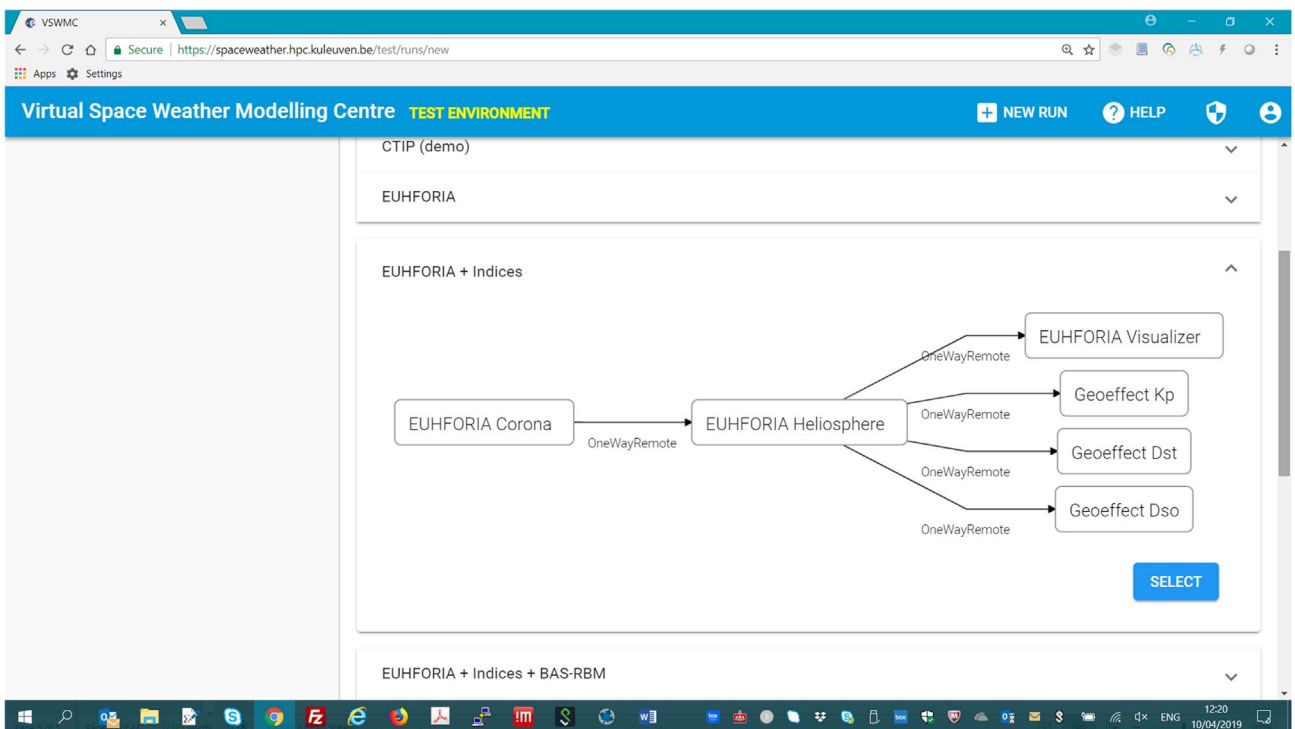 VSWMC
Secure | https://spaceweather.hpc.kuleuven.be/test/runs/new
Apps Settings
Virtual Space Weather Modelling Centre TEST ENVIRONMENT NEW RUN HELP
CTIP (demo)
EUHFORIA
EUHFORIA + Indices
EUHFORIA Visualizer
OneWayRemote
Geoeffect Kp
OneWayRemote
EUHFORIA Corona
OneWayRemote
EUHFORIA Heliosphere
Geoeffect Dst
OneWayRemote
Geoeffect Dso
OneWayRemote
SELECT
EUHFORIA + Indices + BAS-RBM
ENG
12:20
10/04/2019